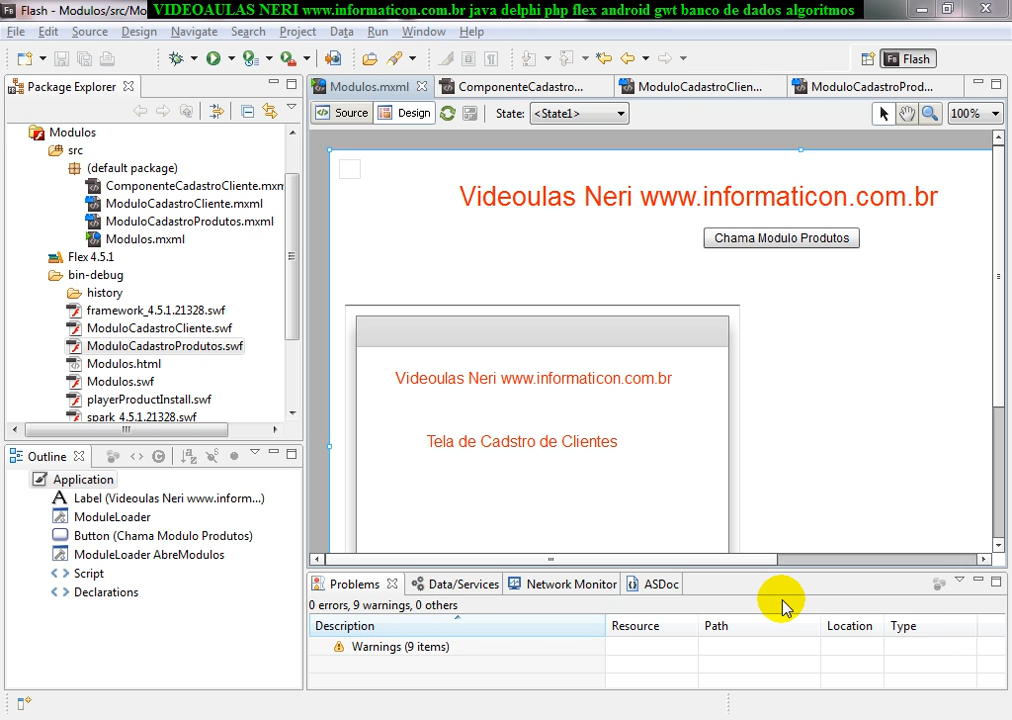 Flash - Modulos/src/Mo
VIDEOAULAS NERI www.informaticon.com.br java delphi php flex android gwt banco de dados algoritmos
File Edit Source Design Navigate Search Project Data Run Window Help
Flash
Package Explorer
Modulos
src
(default package)
ComponenteCadastroCliente.mxm
ModuloCadastroCliente.mxml
ModuloCadastroProdutos.mxml
Modulos.mxml
Flex 4.5.1
bin-debug
history
framework_4.5.1.21328.swf
ModuloCadastroCliente.swf
ModuloCadastroProdutos.swf
Modulos.html
Modulos.swf
playerProductInstall.swf
spark_4.5.1.21328.swf
Outline
Application
Label (Videoulas Neri www.inform...)
ModuleLoader
Button (Chama Modulo Produtos)
ModuleLoader AbreModulos
Script
Declarations
Modulos.mxml ComponenteCadastro... ModuloCadastroClien... ModuloCadastroProd...
Source Design State: <State1> 100%
Videoulas Neri www.informaticon.com.br
Chama Modulo Produtos
Videoulas Neri www.informaticon.com.br
Tela de Cadstro de Clientes
Problems Data/Services Network Monitor ASDoc
0 errors, 9 warnings, 0 others
Description Resource Path Location Type
Warnings (9 items)